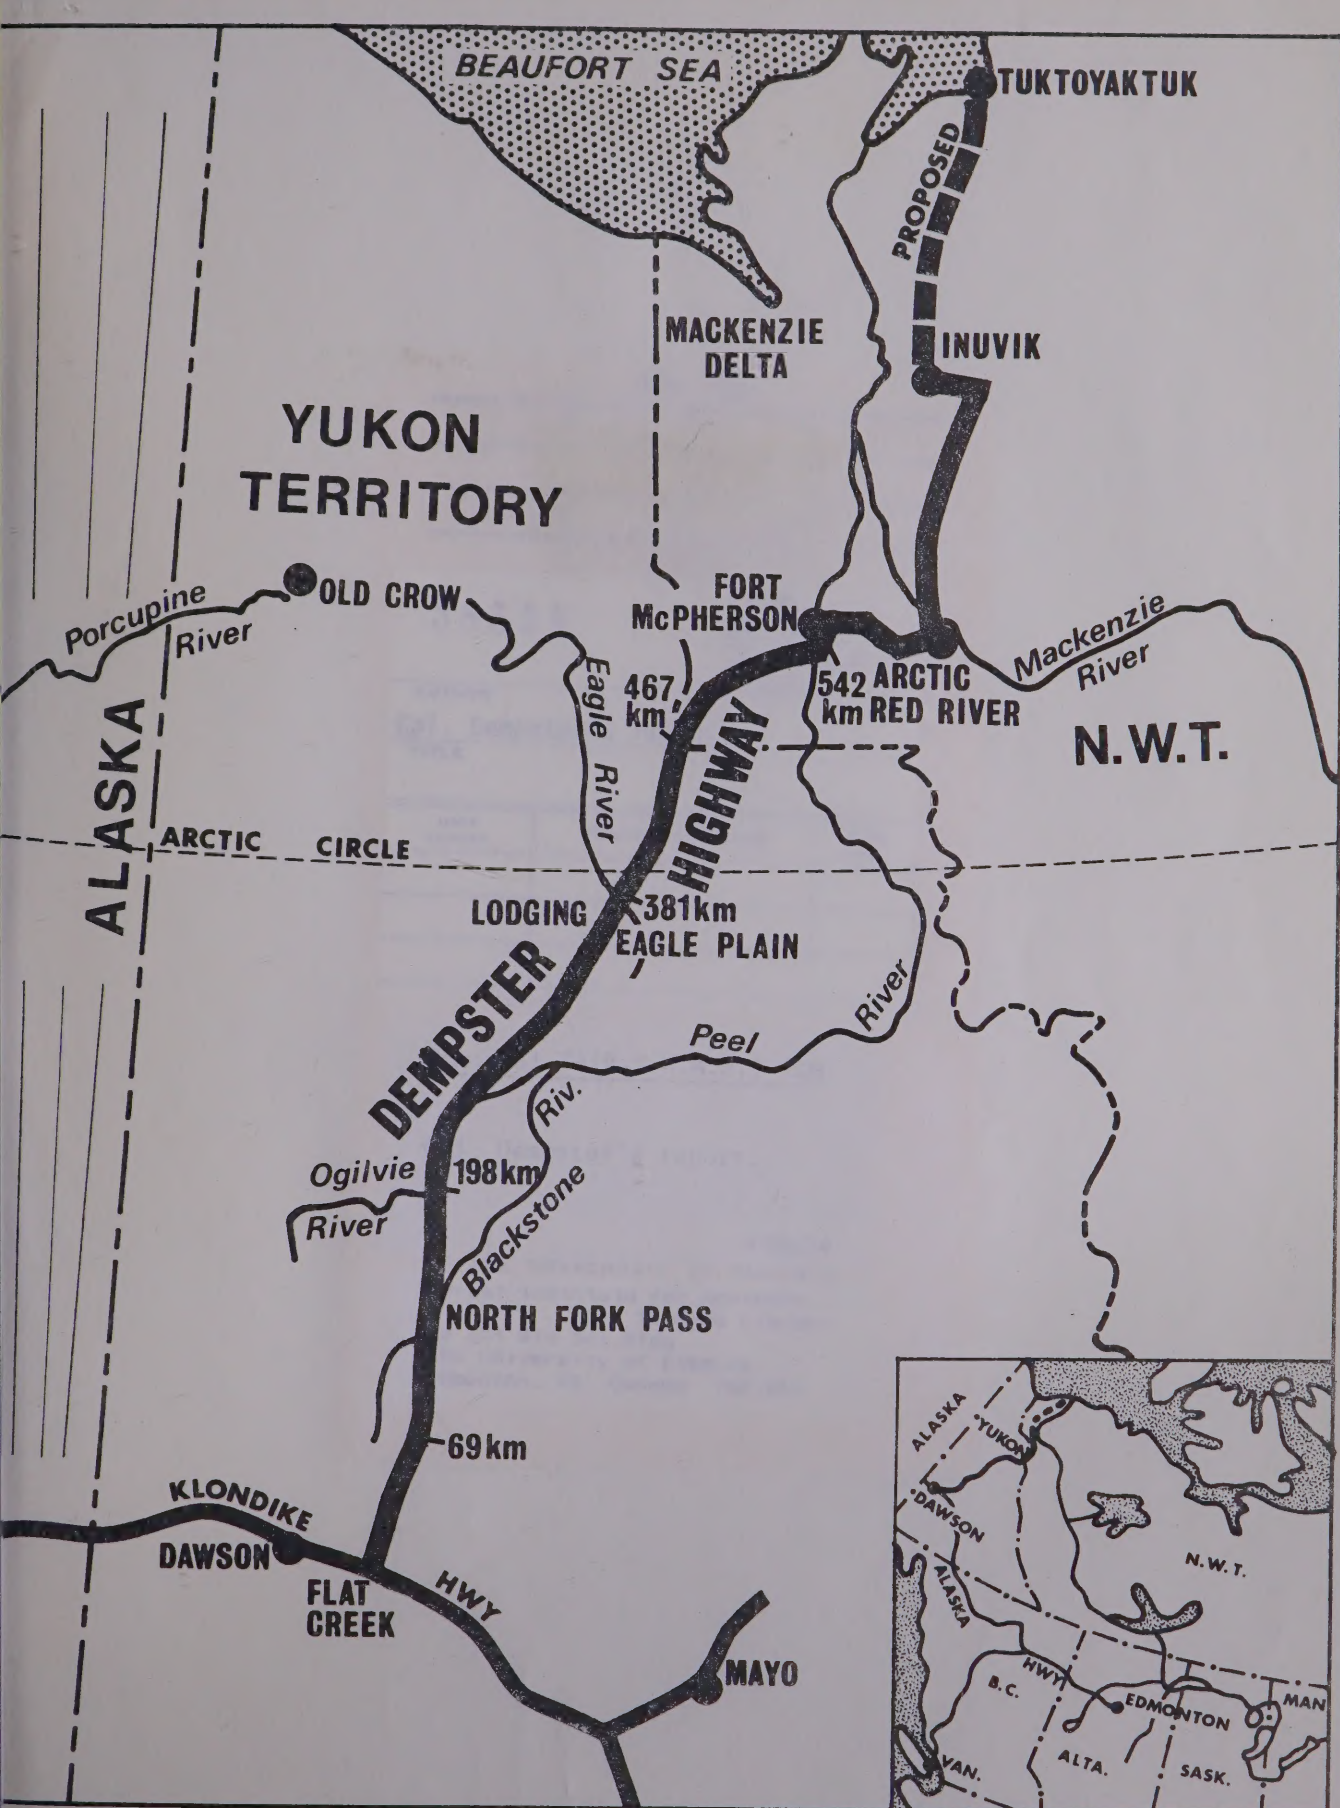 BEAUFORT SEA
TUKTOYAKTUK
PROPOSED
INUVIK
MACKENZIE
DELTA
YUKON
TERRITORY
OLD CROW
Porcupine
River
FORT
McPHERSON
Mackenzie
River
Eagle River
467
km
542
km
ARCTIC
RED RIVER
N.W.T.
ALASKA
ARCTIC CIRCLE
HIGHWAY
LODGING
381km
EAGLE PLAIN
DEMPSTER
Peel River
Ogilvie
River
198km
Blackstone Riv.
NORTH FORK PASS
69km
KLONDIKE
DAWSON
FLAT
CREEK
HWY
MAYO
ALASKA
YUKON
DAWSON
N.W.T.
ALASKA
HWY
B.C.
EDMONTON
MAN
VAN.
ALTA.
SASK.